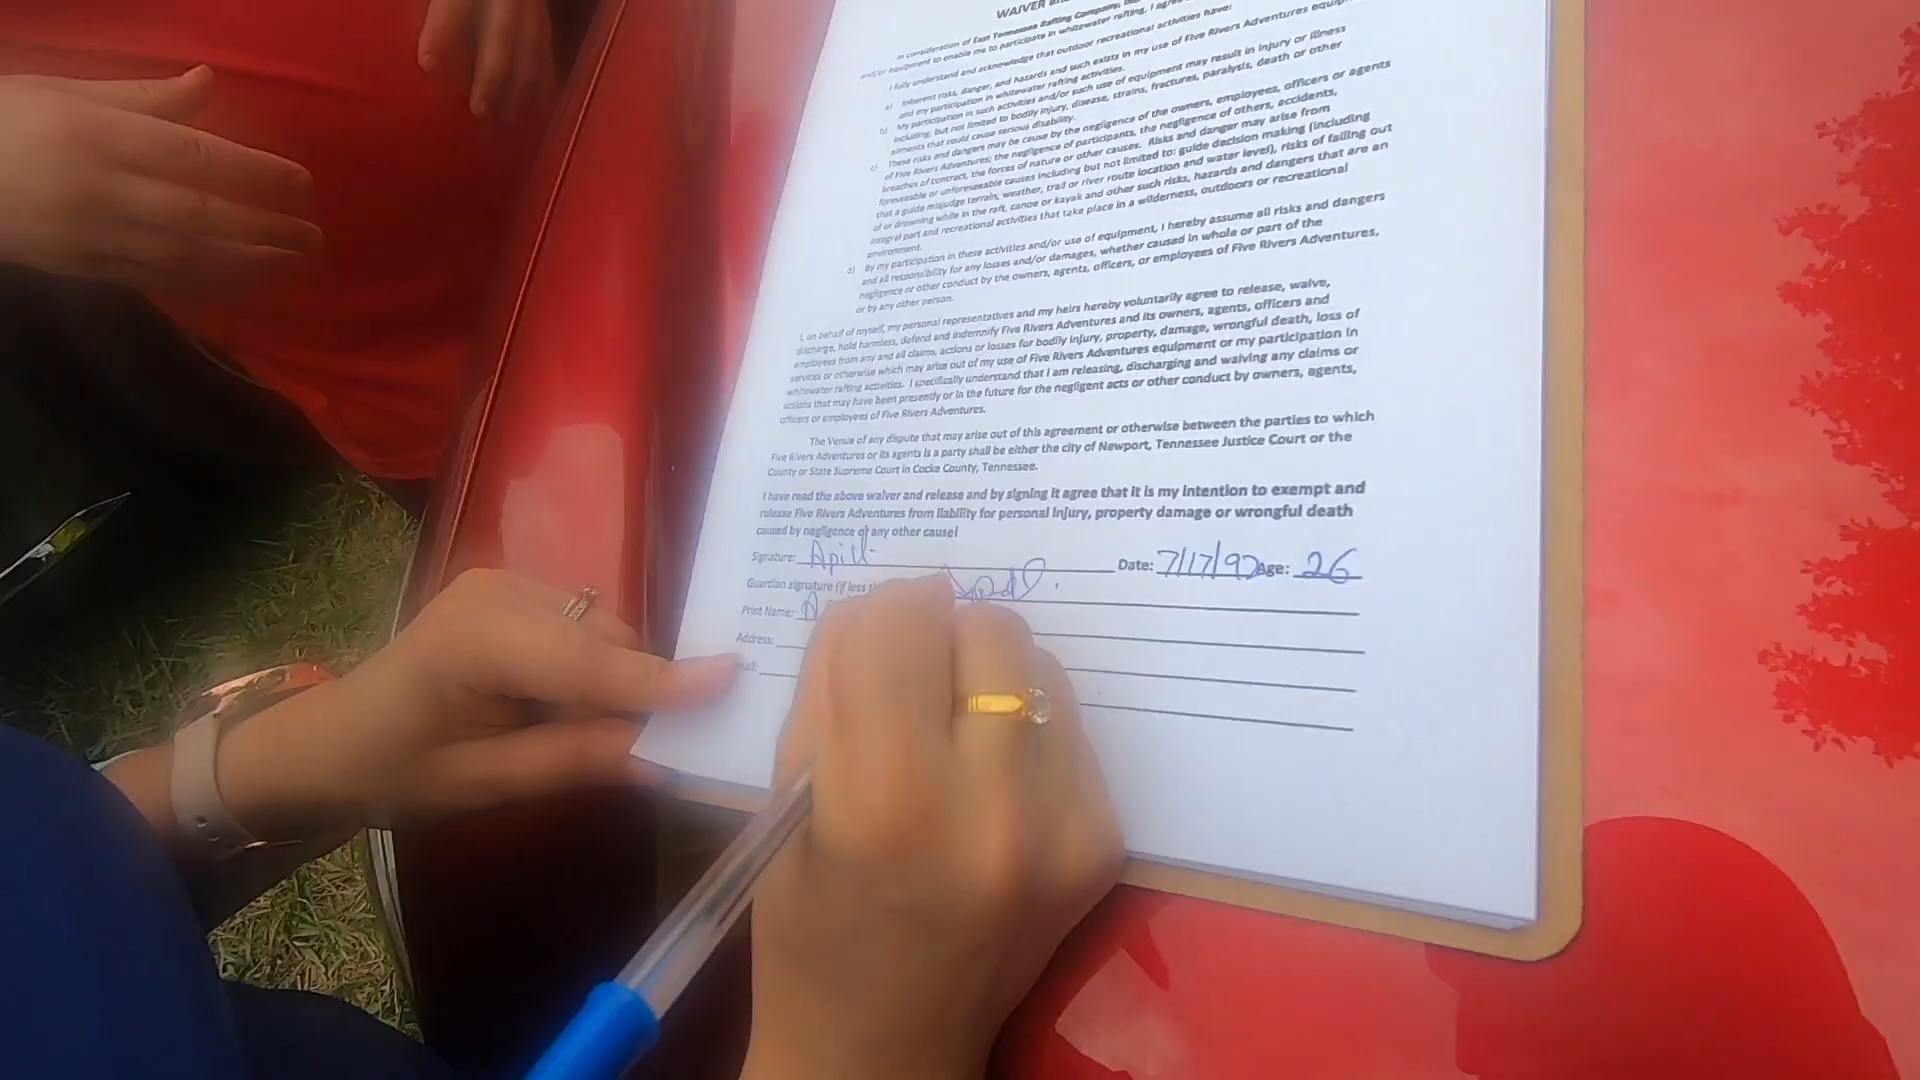 WAIVER
In consideration of East Tennessee Rafting Company,
and/or equipment to enable me to participate in whitewater rafting, I agree
I fully understand and acknowledge that outdoor recreational activities have:
a) Inherent risks, danger, and hazards and such exists in my use of Five Rivers Adventures equipment
and my participation in whitewater rafting activities.
b) My participation in such activities and/or such use of equipment may result in injury or illness
including, but not limited to bodily injury, disease, strains, fractures, paralysis, death or other
ailments that could cause serious disability.
c) These risks and dangers may be cause by the negligence of the owners, employees, officers or agents
of Five Rivers Adventures; the negligence of participants, the negligence of others, accidents,
breaches of contract, the forces of nature or other causes. Risks and danger may arise from
foreseeable or unforeseeable causes including but not limited to: guide decision making (including
that a guide misjudge terrain, weather, trail or river route location and water level), risks of falling out
of or drowning while in the raft, canoe or kayak and other such risks, hazards and dangers that are an
integral part and recreational activities that take place in a wilderness, outdoors or recreational
environment.
d) By my participation in these activities and/or use of equipment, I hereby assume all risks and dangers
and all responsibility for any losses and/or damages, whether caused in whole or part of the
negligence or other conduct by the owners, agents, officers, or employees of Five Rivers Adventures,
or by any other person.
I, on behalf of myself, my personal representatives and my heirs hereby voluntarily agree to release, waive,
discharge, hold harmless, defend and indemnify Five Rivers Adventures and its owners, agents, officers and
employees from any and all claims, actions or losses for bodily injury, property, damage, wrongful death, loss of
services or otherwise which may arise out of my use of Five Rivers Adventures equipment or my participation in
whitewater rafting activities. I specifically understand that I am releasing, discharging and waiving any claims or
actions that may have been presently or in the future for the negligent acts or other conduct by owners, agents,
officers or employees of Five Rivers Adventures.
The Venue of any dispute that may arise out of this agreement or otherwise between the parties to which
Five Rivers Adventures or its agents is a party shall be either the city of Newport, Tennessee Justice Court or the
County or State Supreme Court in Cocke County, Tennessee.
I have read the above waiver and release and by signing it agree that it is my intention to exempt and
release Five Rivers Adventures from liability for personal injury, property damage or wrongful death
caused by negligence of any other cause!
Signature: Date: 7/17/92 Age: 26
Guardian signature (if less
Print Name:
Address: